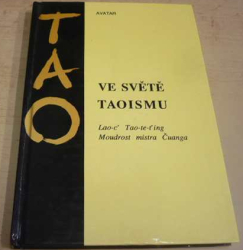 TAO
AVATAR
VE SVĚTĚ
TAOISMU
Lao-c' Tao-te-ťing
Moudrost mistra Čuanga